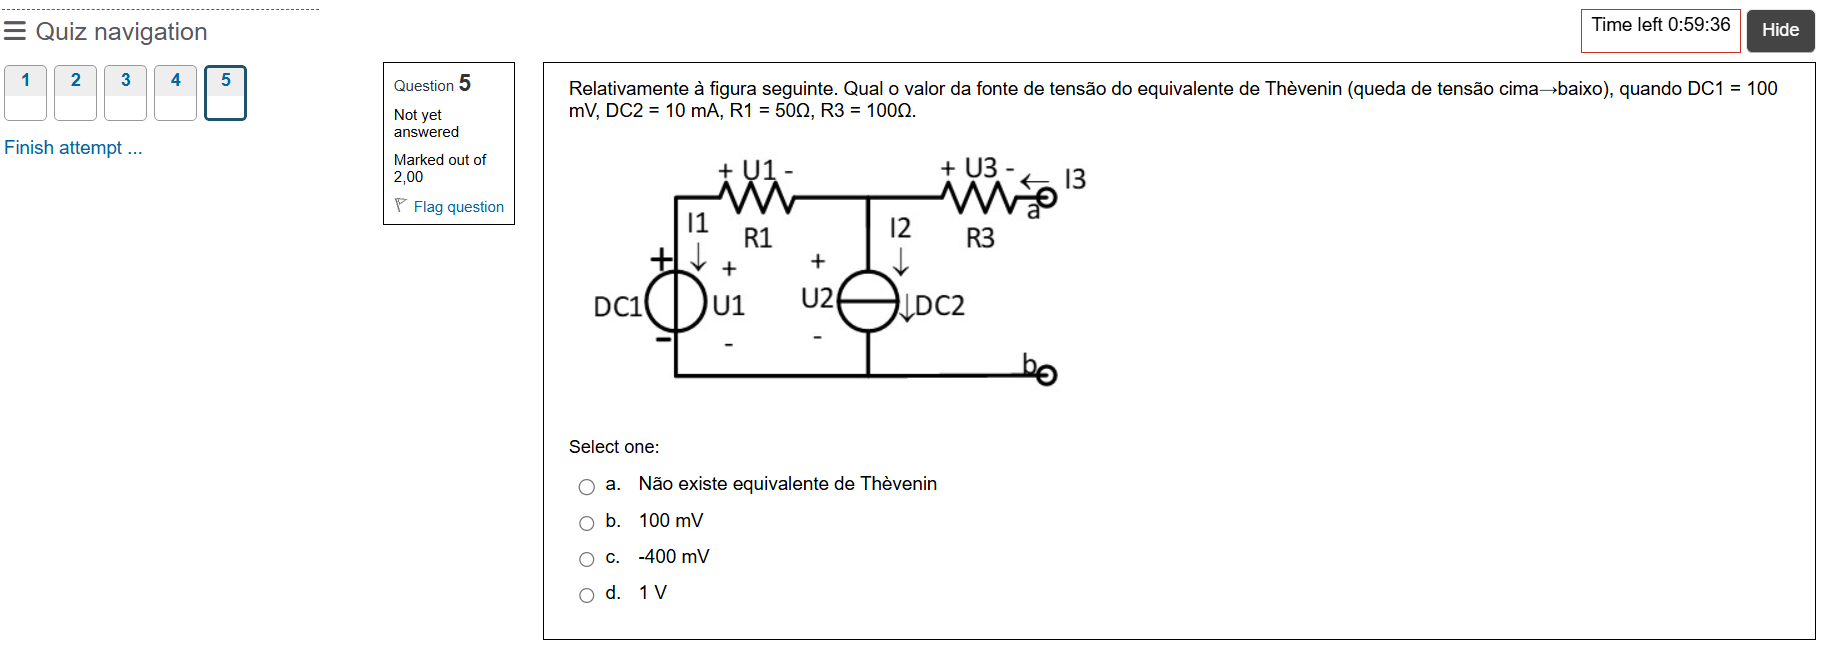 Quiz navigation
1 2 3 4 5
Finish attempt ...
Time left 0:59:36
Hide
Question 5
Not yet
answered
Marked out of
2,00
Flag question
Relativamente à figura seguinte. Qual o valor da fonte de tensão do equivalente de Thèvenin (queda de tensão cima→baixo), quando DC1 = 100
mV, DC2 = 10 mA, R1 = 50Ω, R3 = 100Ω.
+ U1 -
+ U3 -
← I3
a
I1
R1
I2
R3
+
↓
+
+
↓
DC1
U1
U2
↓DC2
-
-
-
b
Select one:
a. Não existe equivalente de Thèvenin
b. 100 mV
c. -400 mV
d. 1 V